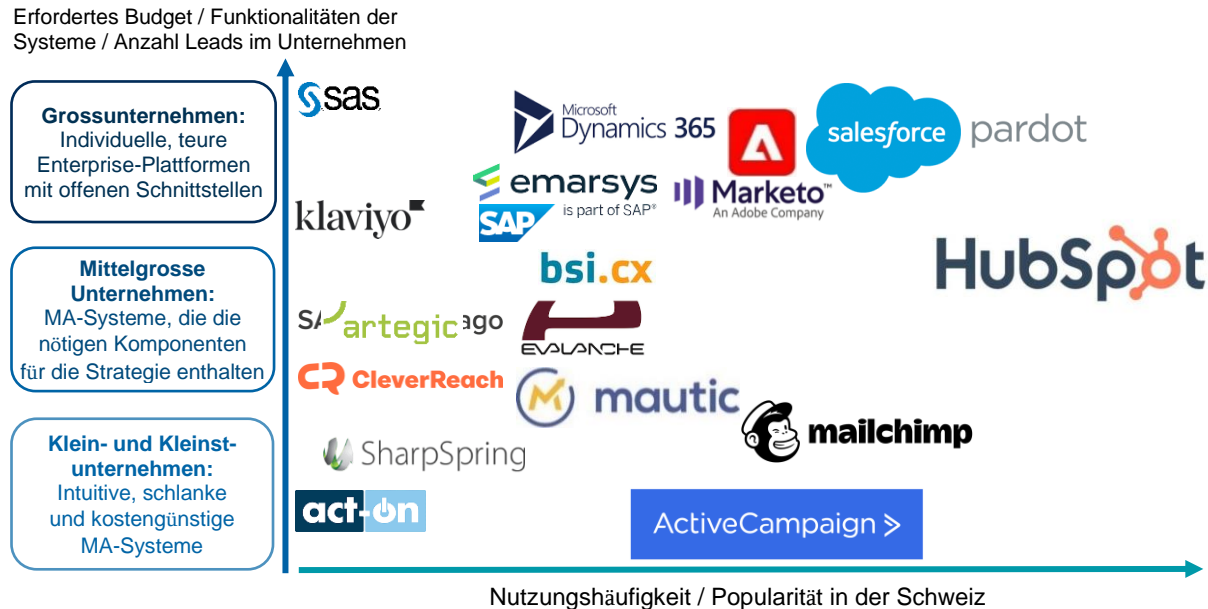 Erfordertes Budget / Funktionalitäten der
Systeme / Anzahl Leads im Unternehmen
Grossunternehmen:
Individuelle, teure
Enterprise-Plattformen
mit offenen Schnittstellen
Mittelgrosse
Unternehmen:
MA-Systeme, die die
nötigen Komponenten
für die Strategie enthalten
Klein- und Kleinst-
unternehmen:
Intuitive, schlanke
und kostengünstige
MA-Systeme
sas
Microsoft
Dynamics 365
salesforce
pardot
emarsys
is part of SAP®
SAP
Marketo™
An Adobe Company
klaviyo
HubSpot
bsi.cx
artegic
ago
EVALANCHE
CleverReach
mautic
mailchimp
SharpSpring
act-on
ActiveCampaign >
Nutzungshäufigkeit / Popularität in der Schweiz